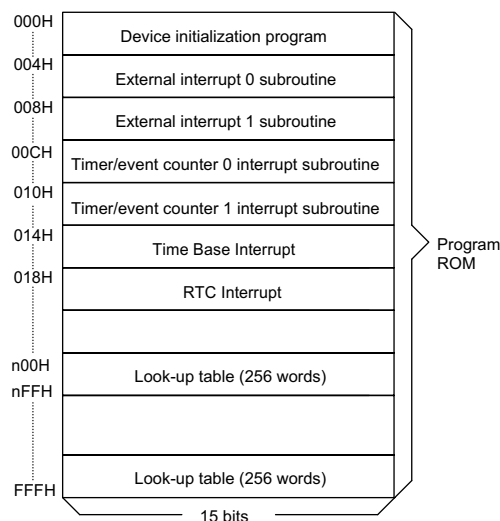 000H
Device initialization program
004H
External interrupt 0 subroutine
008H
External interrupt 1 subroutine
00CH
Timer/event counter 0 interrupt subroutine
010H
Timer/event counter 1 interrupt subroutine
014H
Time Base Interrupt
018H
RTC Interrupt
Program
ROM
n00H
Look-up table (256 words)
nFFH
Look-up table (256 words)
FFFH
15 bits